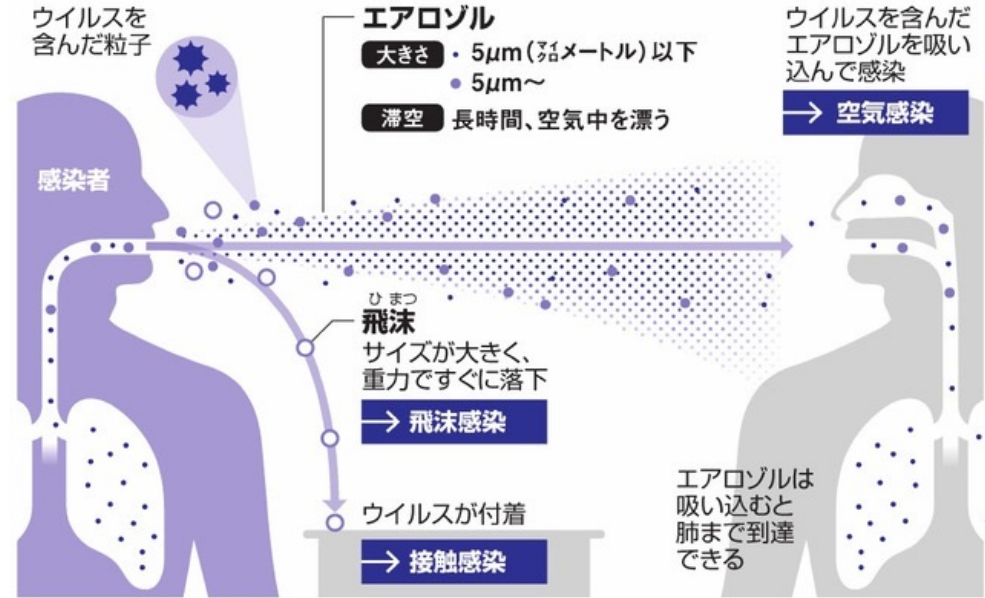 ウイルスを
含んだ粒子
エアロゾル
大きさ ・ 5μm(マイクロメートル)以下
● 5μm〜
滞空 長時間、空気中を漂う
ウイルスを含んだ
エアロゾルを吸い
込んで感染
→ 空気感染
感染者
ひ まつ
飛沫
サイズが大きく、
重力ですぐに落下
→ 飛沫感染
ウイルスが付着
→ 接触感染
エアロゾルは
吸い込むと
肺まで到達
できる